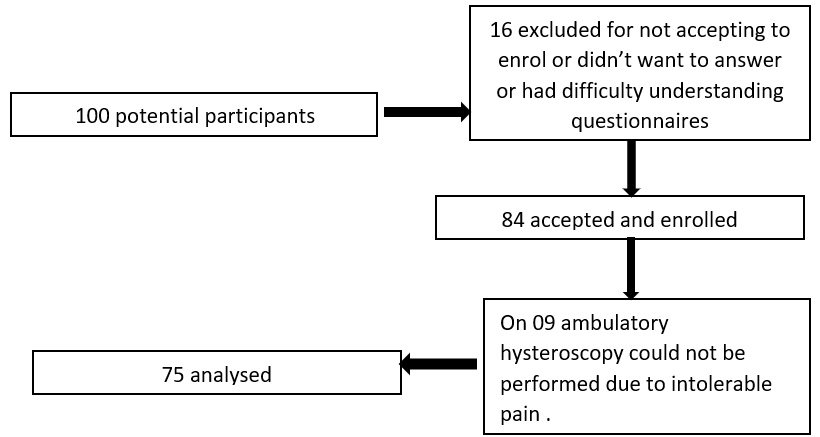 100 potential participants
16 excluded for not accepting to
enrol or didn’t want to answer
or had difficulty understanding
questionnaires
84 accepted and enrolled
On 09 ambulatory
hysteroscopy could not be
performed due to intolerable
pain .
75 analysed